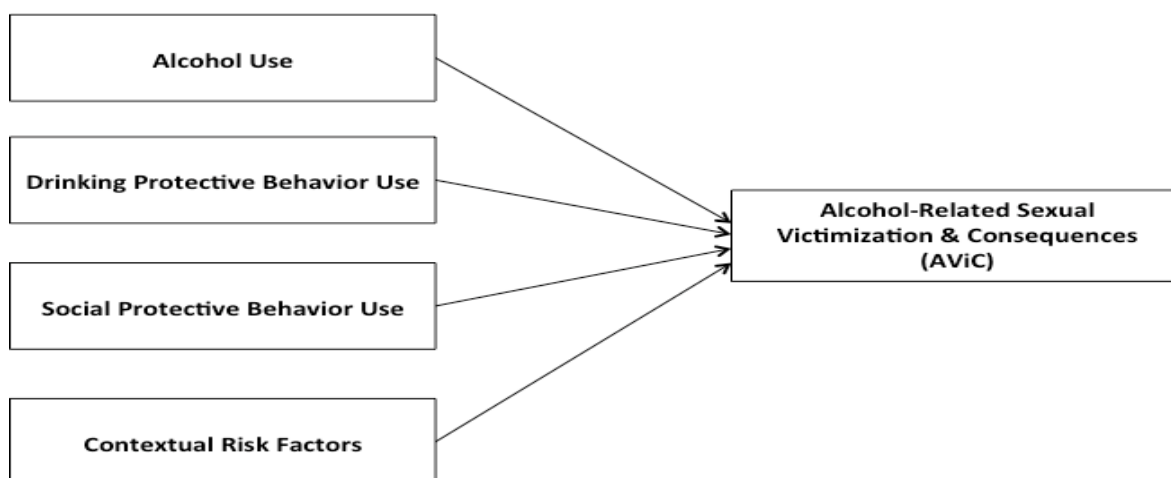 Alcohol Use
Drinking Protective Behavior Use
Social Protective Behavior Use
Contextual Risk Factors
Alcohol-Related Sexual
Victimization & Consequences
(AViC)